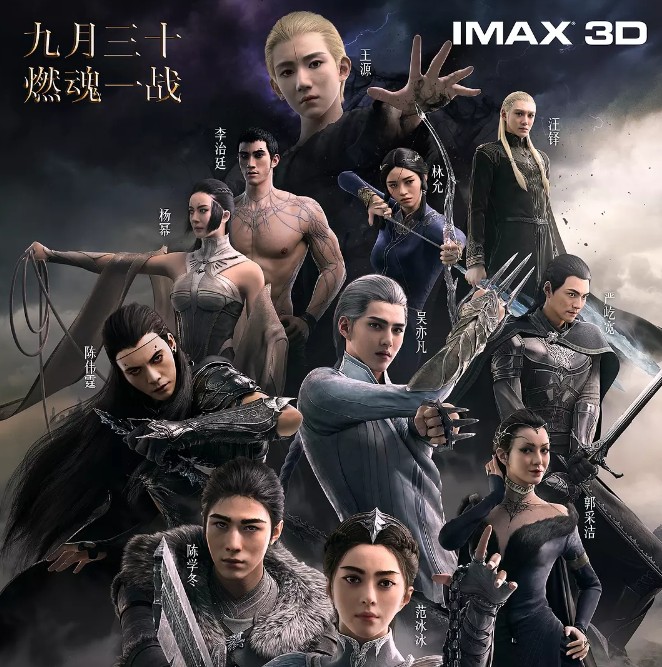 九月三十
燃魂一战
IMAX® 3D
王源
汪铎
李治廷
林允
杨幂
严屹宽
吴亦凡
陈伟霆
郭采洁
陈学冬
范冰冰